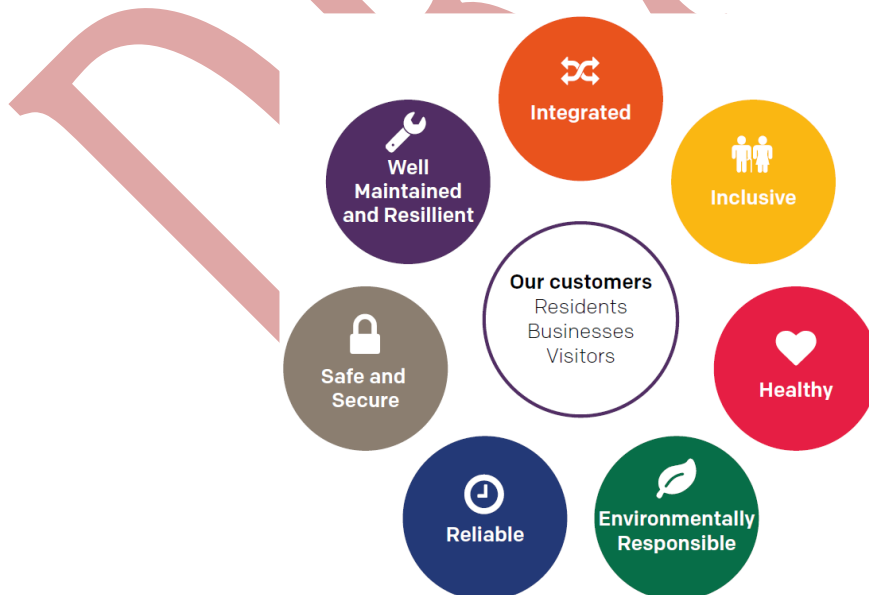 Integrated
Inclusive
Healthy
Environmentally
Responsible
Reliable
Safe and
Secure
Well
Maintained
and Resillient
Our customers
Residents
Businesses
Visitors